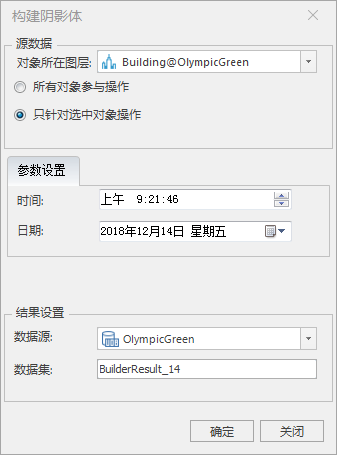 构建阴影体
源数据
对象所在图层: Building@OlympicGreen
所有对象参与操作
只针对选中对象操作
参数设置
时间: 上午 9:21:46
日期: 2018年12月14日 星期五
结果设置
数据源: OlympicGreen
数据集: BuilderResult_14
确定 关闭